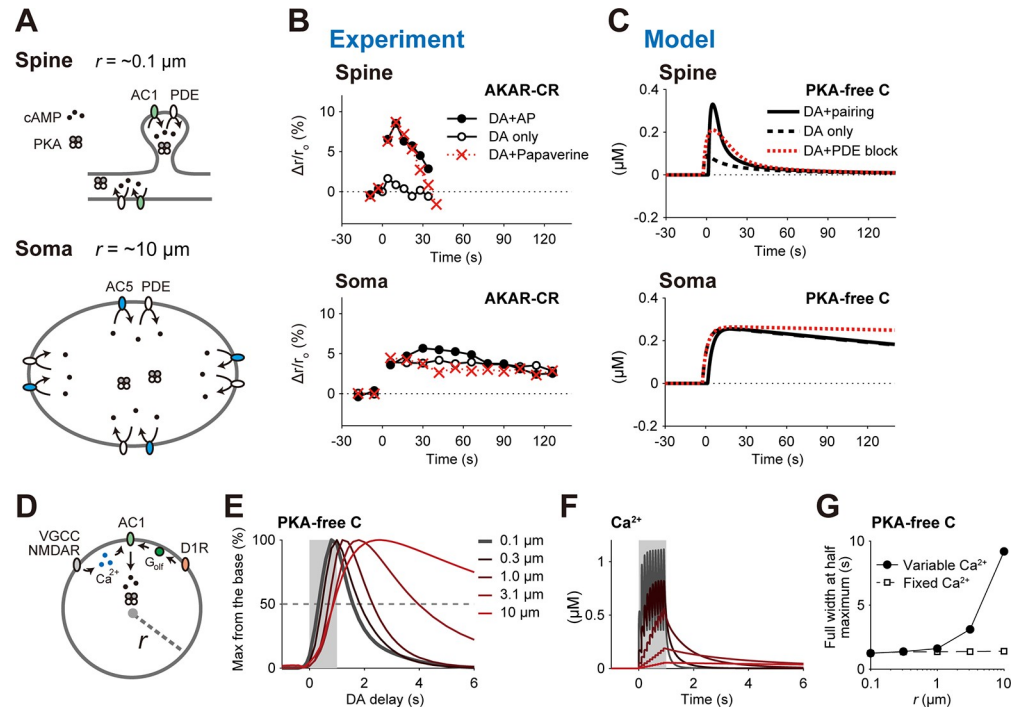 A
Spine r = ~0.1 μm
AC1 PDE
cAMP
PKA
Soma r = ~10 μm
AC5 PDE
B
Experiment
Spine
AKAR-CR
DA+AP
DA only
DA+Papaverine
Δr/r₀ (%)
10
5
0
-30 0 30 60 90 120
Time (s)
Soma
AKAR-CR
Δr/r₀ (%)
10
5
0
-30 0 30 60 90 120
Time (s)
C
Model
Spine
PKA-free C
DA+pairing
DA only
DA+PDE block
(μM)
0.4
0.2
0
-0.2
-30 0 30 60 90 120
Time (s)
Soma
PKA-free C
(μM)
0.4
0.2
0
-0.2
-30 0 30 60 90 120
Time (s)
D
VGCC
NMDAR
AC1
D1R
Ca²⁺
Golf
r
E
PKA-free C
Max from the base (%)
100
50
0
0 2 4 6
DA delay (s)
0.1 μm
0.3 μm
1.0 μm
3.1 μm
10 μm
F
Ca²⁺
(μM)
1
0.5
0
0 2 4 6
Time (s)
G
PKA-free C
Full width at half
maximum (s)
10
5
0
Variable Ca²⁺
Fixed Ca²⁺
0.1 1 10
r (μm)